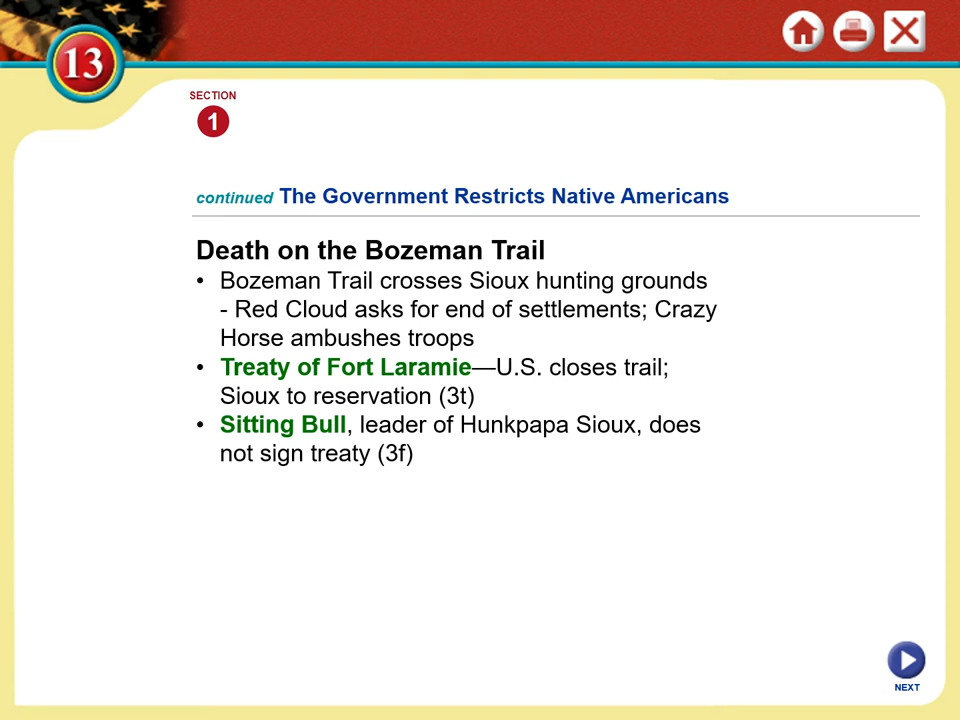 13
SECTION
1
continued The Government Restricts Native Americans
Death on the Bozeman Trail
• Bozeman Trail crosses Sioux hunting grounds
- Red Cloud asks for end of settlements; Crazy
Horse ambushes troops
• Treaty of Fort Laramie—U.S. closes trail;
Sioux to reservation (3t)
• Sitting Bull, leader of Hunkpapa Sioux, does
not sign treaty (3f)
NEXT